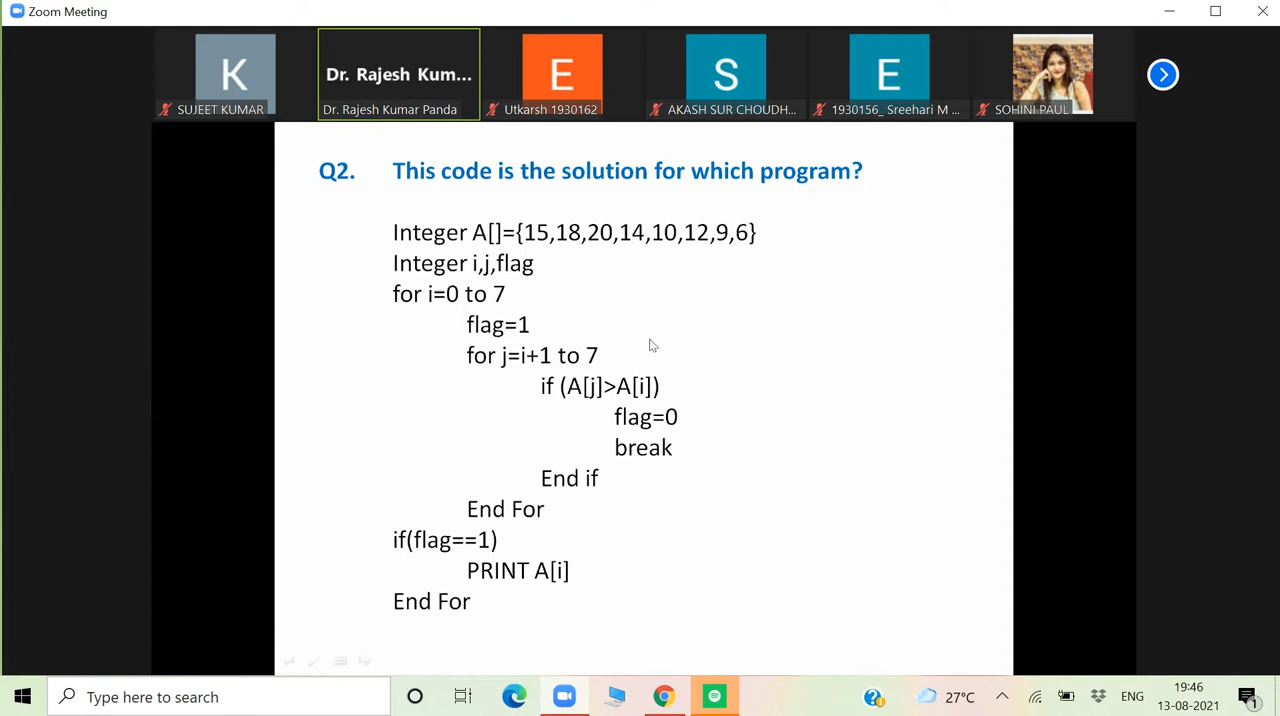 Zoom Meeting
K
Dr. Rajesh Kum...
E
S
E
SUJEET KUMAR
Dr. Rajesh Kumar Panda
Utkarsh 1930162
AKASH SUR CHOUDH...
1930156_ Sreehari M ...
SOHINI PAUL
Q2. This code is the solution for which program?
Integer A[]={15,18,20,14,10,12,9,6}
Integer i,j,flag
for i=0 to 7
flag=1
for j=i+1 to 7
if (A[j]>A[i])
flag=0
break
End if
End For
if(flag==1)
PRINT A[i]
End For
Type here to search
27°C
ENG
19:46
13-08-2021
1